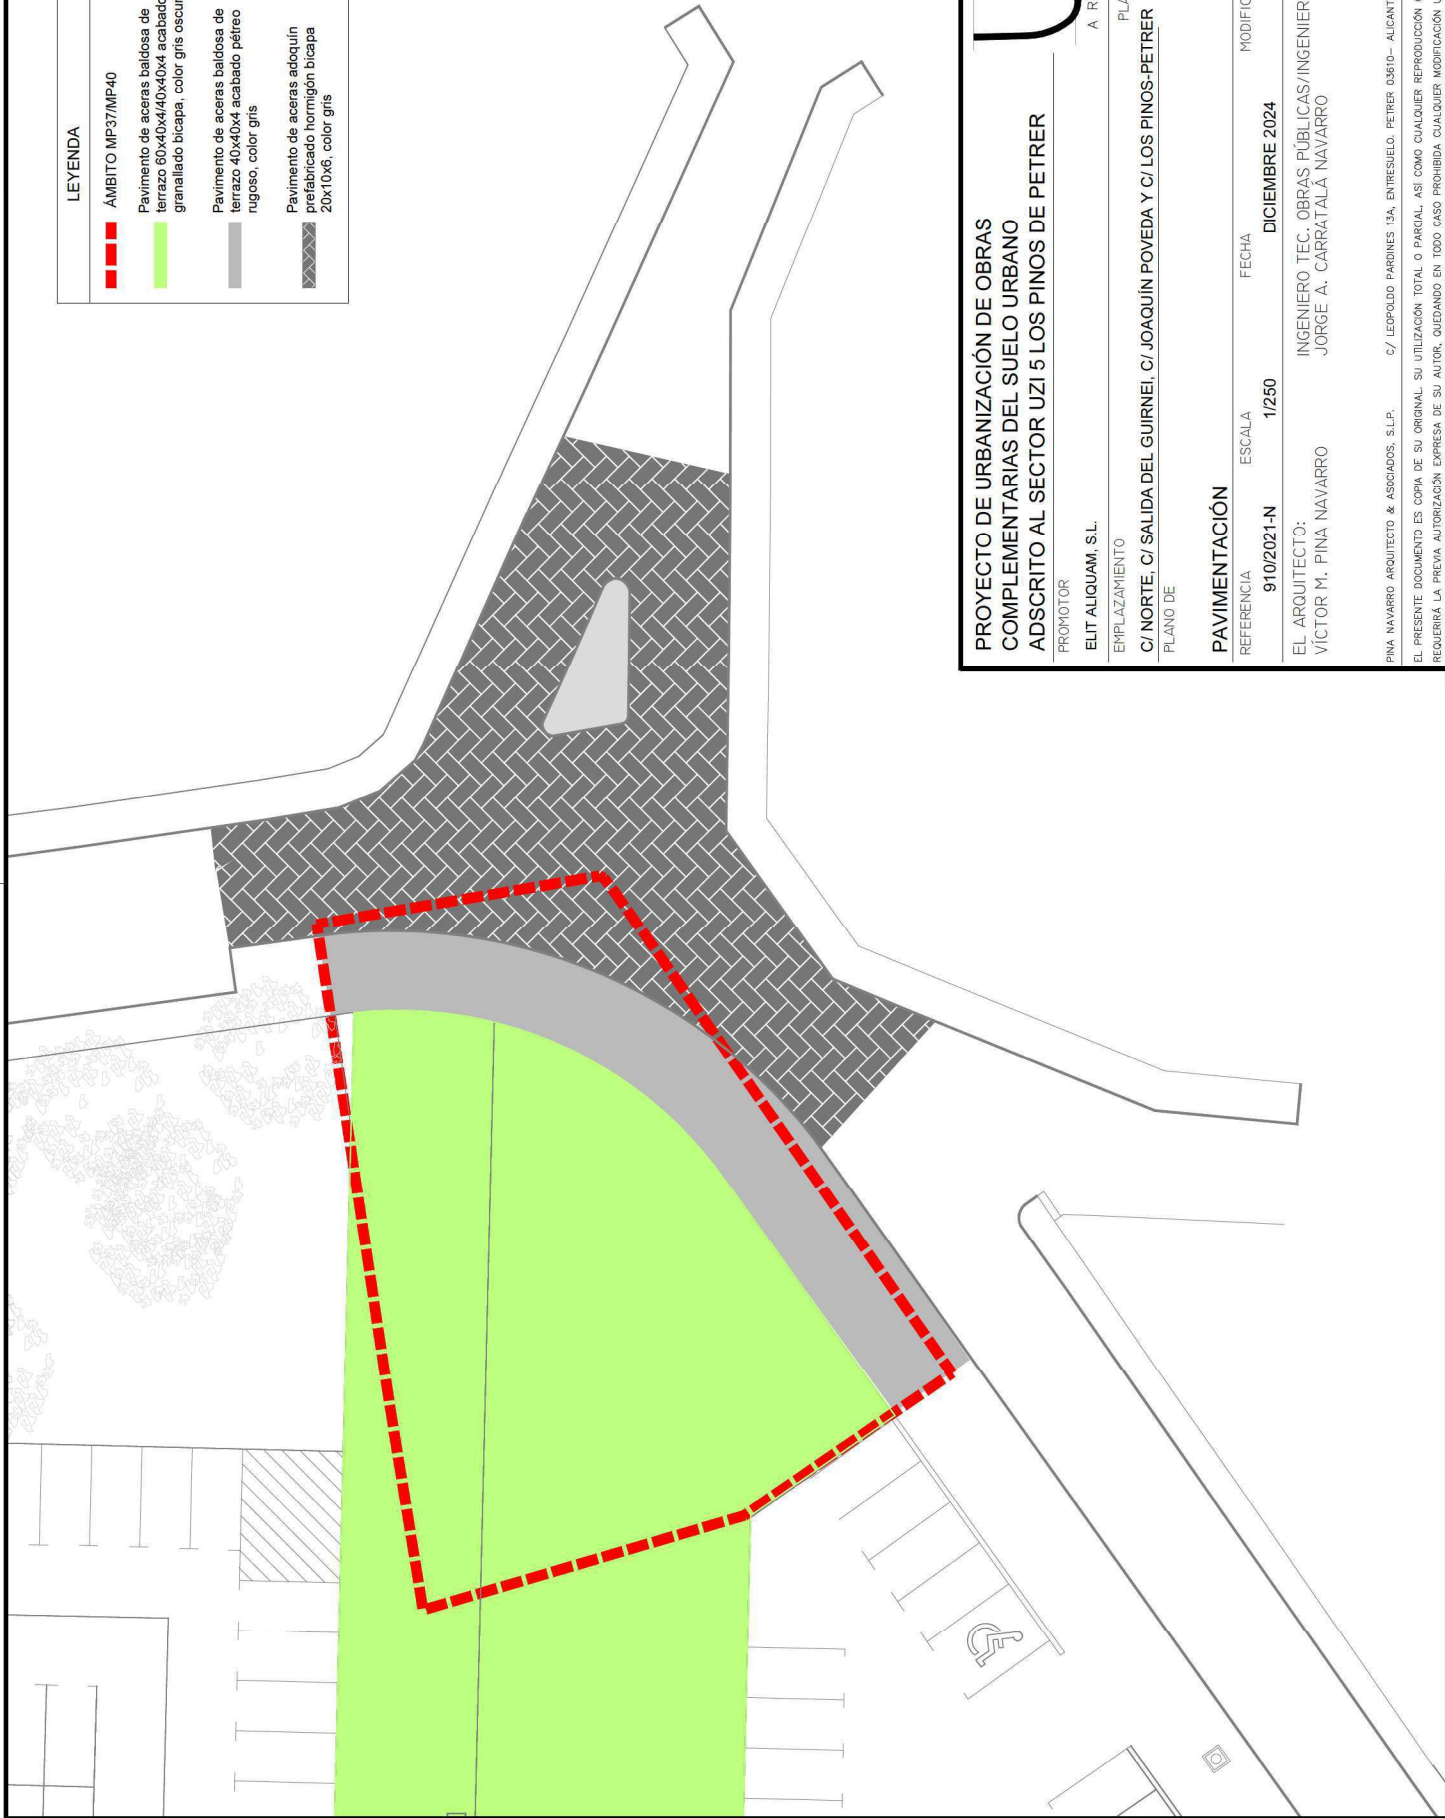 LEYENDA
ÁMBITO MP37/MP40
Pavimento de aceras baldosa de
terrazo 60x40x4/40x40x4 acabado
granallado bicapa, color gris oscur
Pavimento de aceras baldosa de
terrazo 40x40x4 acabado pétreo
rugoso, color gris
Pavimento de aceras adoquín
prefabricado hormigón bicapa
20x10x6, color gris
PROYECTO DE URBANIZACIÓN DE OBRAS
COMPLEMENTARIAS DEL SUELO URBANO
ADSCRITO AL SECTOR UZI 5 LOS PINOS DE PETRER
PROMOTOR
ELIT ALIQUAM, S.L.
A R
EMPLAZAMIENTO
PLA
C/ NORTE, C/ SALIDA DEL GUIRNEI, C/ JOAQUÍN POVEDA Y C/ LOS PINOS-PETRER
PLANO DE
PAVIMENTACIÓN
REFERENCIA ESCALA FECHA MODIFIC
910/2021-N 1/250 DICIEMBRE 2024
EL ARQUITECTO: INGENIERO TEC. OBRAS PÚBLICAS/INGENIER
VÍCTOR M. PINA NAVARRO JORGE A. CARRATALÁ NAVARRO
PINA NAVARRO ARQUITECTO & ASOCIADOS, S.L.P. C/ LEOPOLDO PARDINES 13A, ENTRESUELO. PETRER 03610– ALICANT
EL PRESENTE DOCUMENTO ES COPIA DE SU ORIGINAL. SU UTILIZACIÓN TOTAL O PARCIAL, ASÍ COMO CUALQUIER REPRODUCCIÓN
REQUERIRÁ LA PREVIA AUTORIZACIÓN EXPRESA DE SU AUTOR, QUEDANDO EN TODO CASO PROHIBIDA CUALQUIER MODIFICACIÓN U